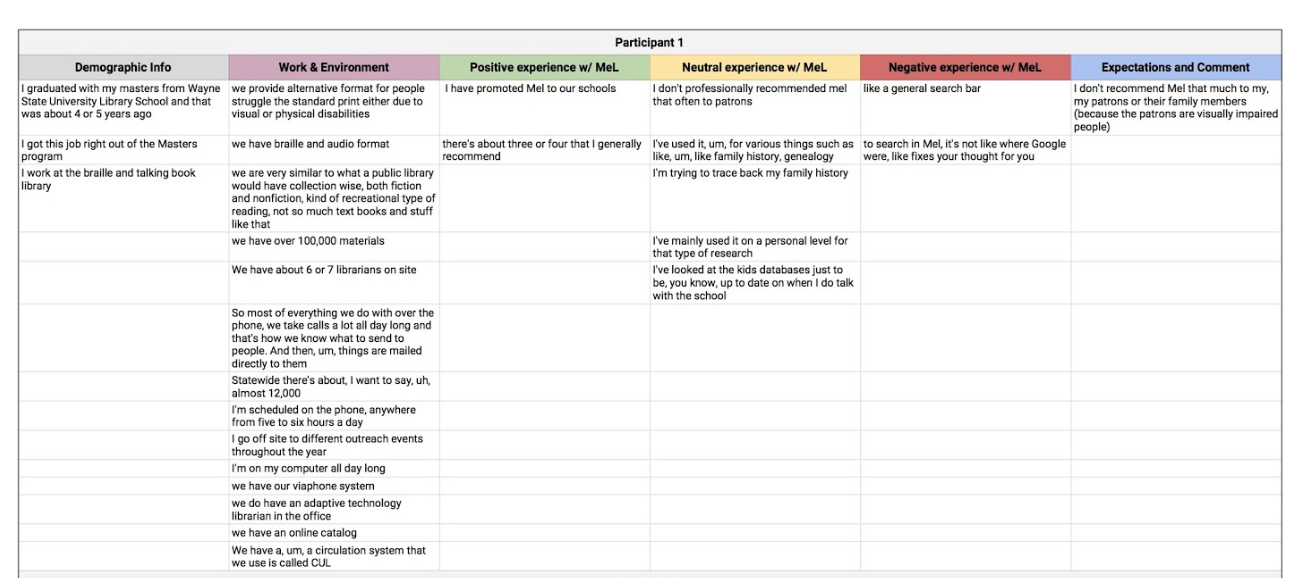 Participant 1
Demographic Info
Work & Environment
Positive experience w/ MeL
Neutral experience w/ MeL
Negative experience w/ MeL
Expectations and Comment
I graduated with my masters from Wayne
State University Library School and that
was about 4 or 5 years ago
we provide alternative format for people
struggle the standard print either due to
visual or physical disabilities
I have promoted Mel to our schools
I don't professionally recommended mel
that often to patrons
like a general search bar
I don't recommend Mel that much to my,
my patrons or their family members
(because the patrons are visually impaired
people)
I got this job right out of the Masters
program
we have braille and audio format
there's about three or four that I generally
recommend
I've used it, um, for various things such as
like, um, like family history, genealogy
to search in Mel, it's not like where Google
were, like fixes your thought for you
I work at the braille and talking book
library
we are very similar to what a public library
would have collection wise, both fiction
and nonfiction, kind of recreational type of
reading, not so much text books and stuff
like that
I'm trying to trace back my family history
we have over 100,000 materials
I've mainly used it on a personal level for
that type of research
We have about 6 or 7 librarians on site
I've looked at the kids databases just to
be, you know, up to date on when I do talk
with the school
So most of everything we do with over the
phone, we take calls a lot all day long and
that's how we know what to send to
people. And then, um, things are mailed
directly to them
Statewide there's about, I want to say, uh,
almost 12,000
I'm scheduled on the phone, anywhere
from five to six hours a day
I go off site to different outreach events
throughout the year
I'm on my computer all day long
we have our viaphone system
we do have an adaptive technology
librarian in the office
we have an online catalog
We have a, um, a circulation system that
we use is called CUL